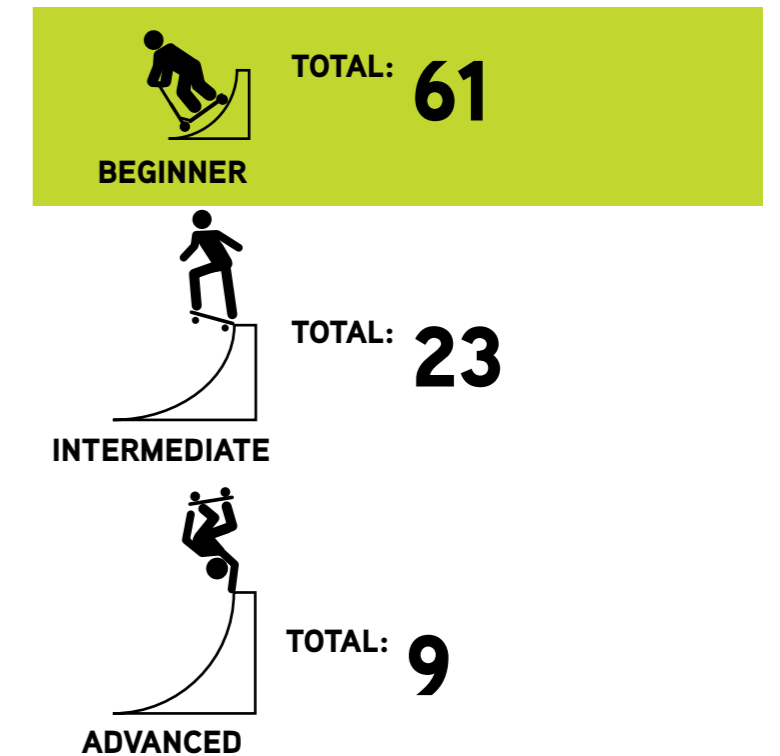 TOTAL: 61
BEGINNER
TOTAL: 23
INTERMEDIATE
TOTAL: 9
ADVANCED